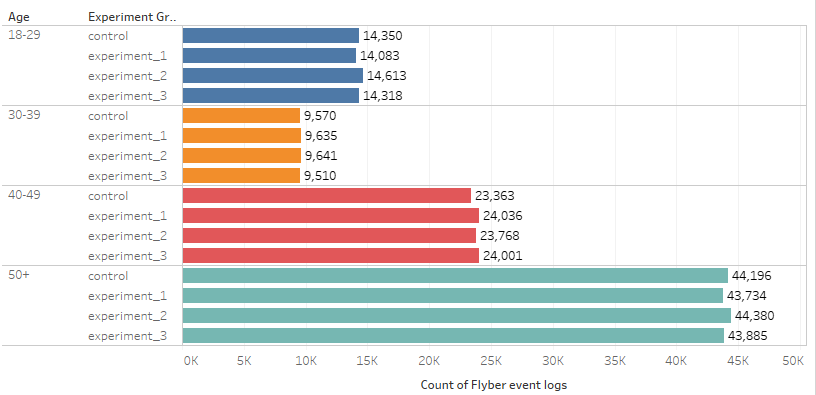 Age Experiment Gr..
18-29 control 14,350
experiment_1 14,083
experiment_2 14,613
experiment_3 14,318
30-39 control 9,570
experiment_1 9,635
experiment_2 9,641
experiment_3 9,510
40-49 control 23,363
experiment_1 24,036
experiment_2 23,768
experiment_3 24,001
50+ control 44,196
experiment_1 43,734
experiment_2 44,380
experiment_3 43,885
0K 5K 10K 15K 20K 25K 30K 35K 40K 45K 50K
Count of Flyber event logs